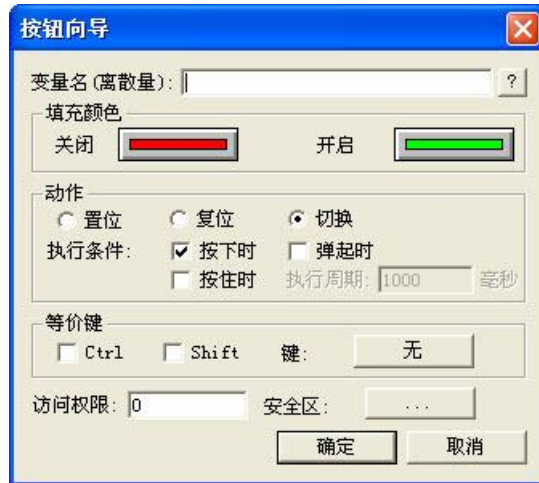 按钮向导
变量名(离散量): ?
填充颜色
关闭 开启
动作
置位 复位 切换
执行条件: 按下时 弹起时
按住时 执行周期: 1000 毫秒
等价键
Ctrl Shift 键: 无
访问权限: 0 安全区: ...
确定 取消